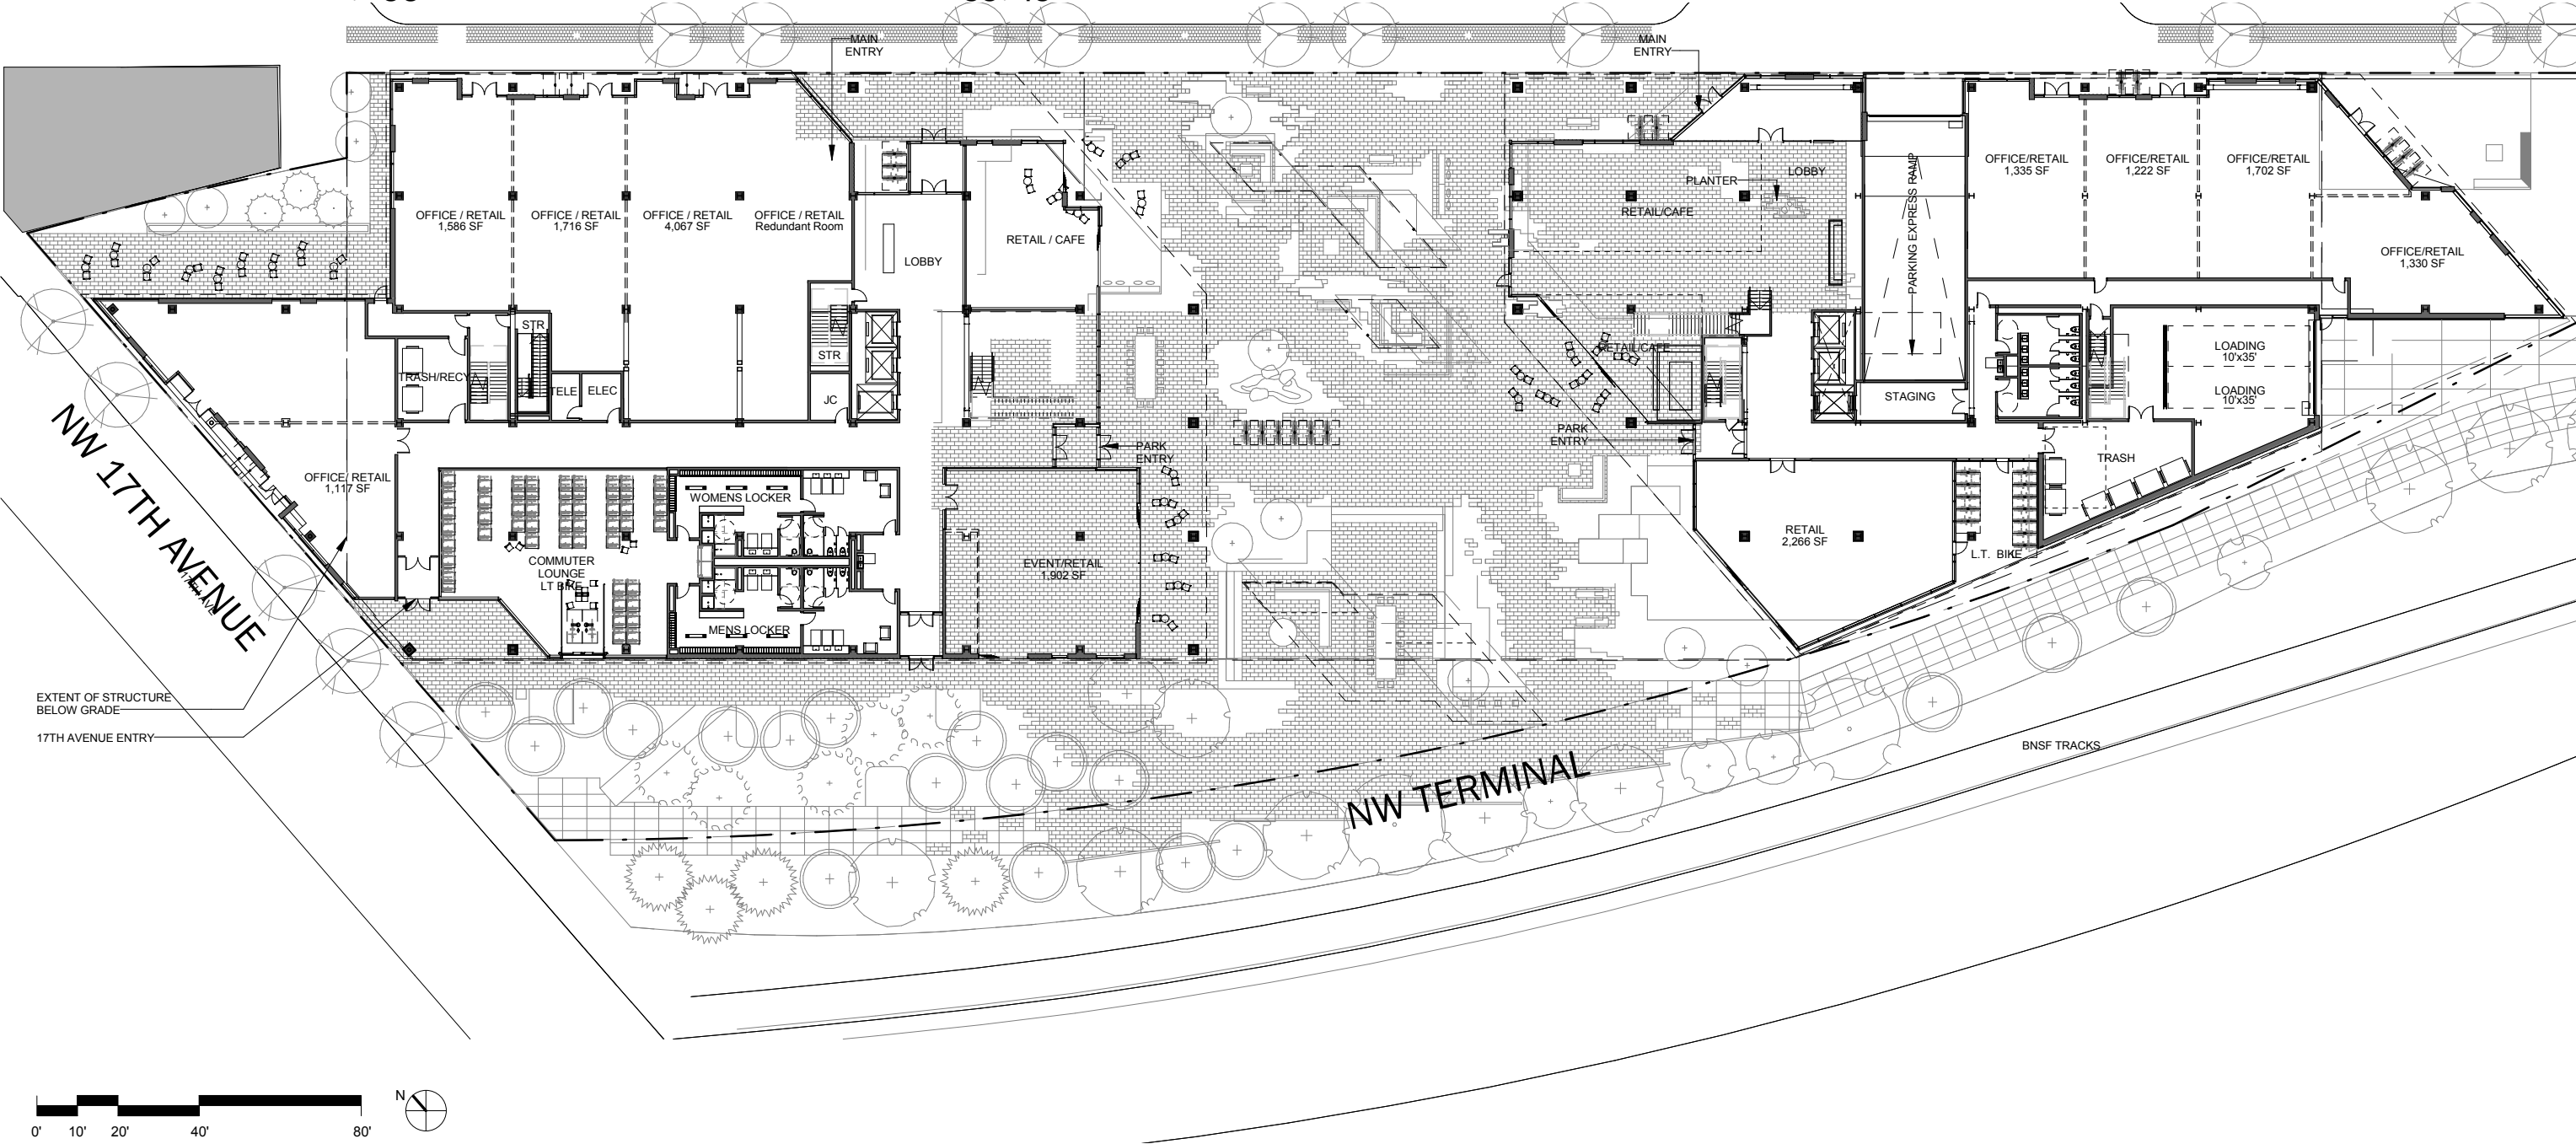 MAIN
ENTRY
MAIN
ENTRY
OFFICE / RETAIL
1,586 SF
OFFICE / RETAIL
1,716 SF
OFFICE / RETAIL
4,067 SF
OFFICE / RETAIL
Redundant Room
LOBBY
RETAIL / CAFE
PLANTER
LOBBY
RETAIL/CAFE
PARKING EXPRESS RAMP
OFFICE/RETAIL
1,335 SF
OFFICE/RETAIL
1,222 SF
OFFICE/RETAIL
1,702 SF
OFFICE/RETAIL
1,330 SF
STR
STR
TRASH/RECY
TELE
ELEC
JC
RETAIL/CAFE
STAGING
LOADING
10'x35'
LOADING
10'x35'
PARK
ENTRY
PARK
ENTRY
TRASH
OFFICE/ RETAIL
1,117 SF
WOMENS LOCKER
COMMUTER
LOUNGE
LT BIKE
MENS LOCKER
EVENT/RETAIL
1,902 SF
RETAIL
2,266 SF
L.T. BIKE
NW 17TH AVENUE
17TH AVE
EXTENT OF STRUCTURE
BELOW GRADE
17TH AVENUE ENTRY
NW TERMINAL
BNSF TRACKS
N
0' 10' 20' 40' 80'